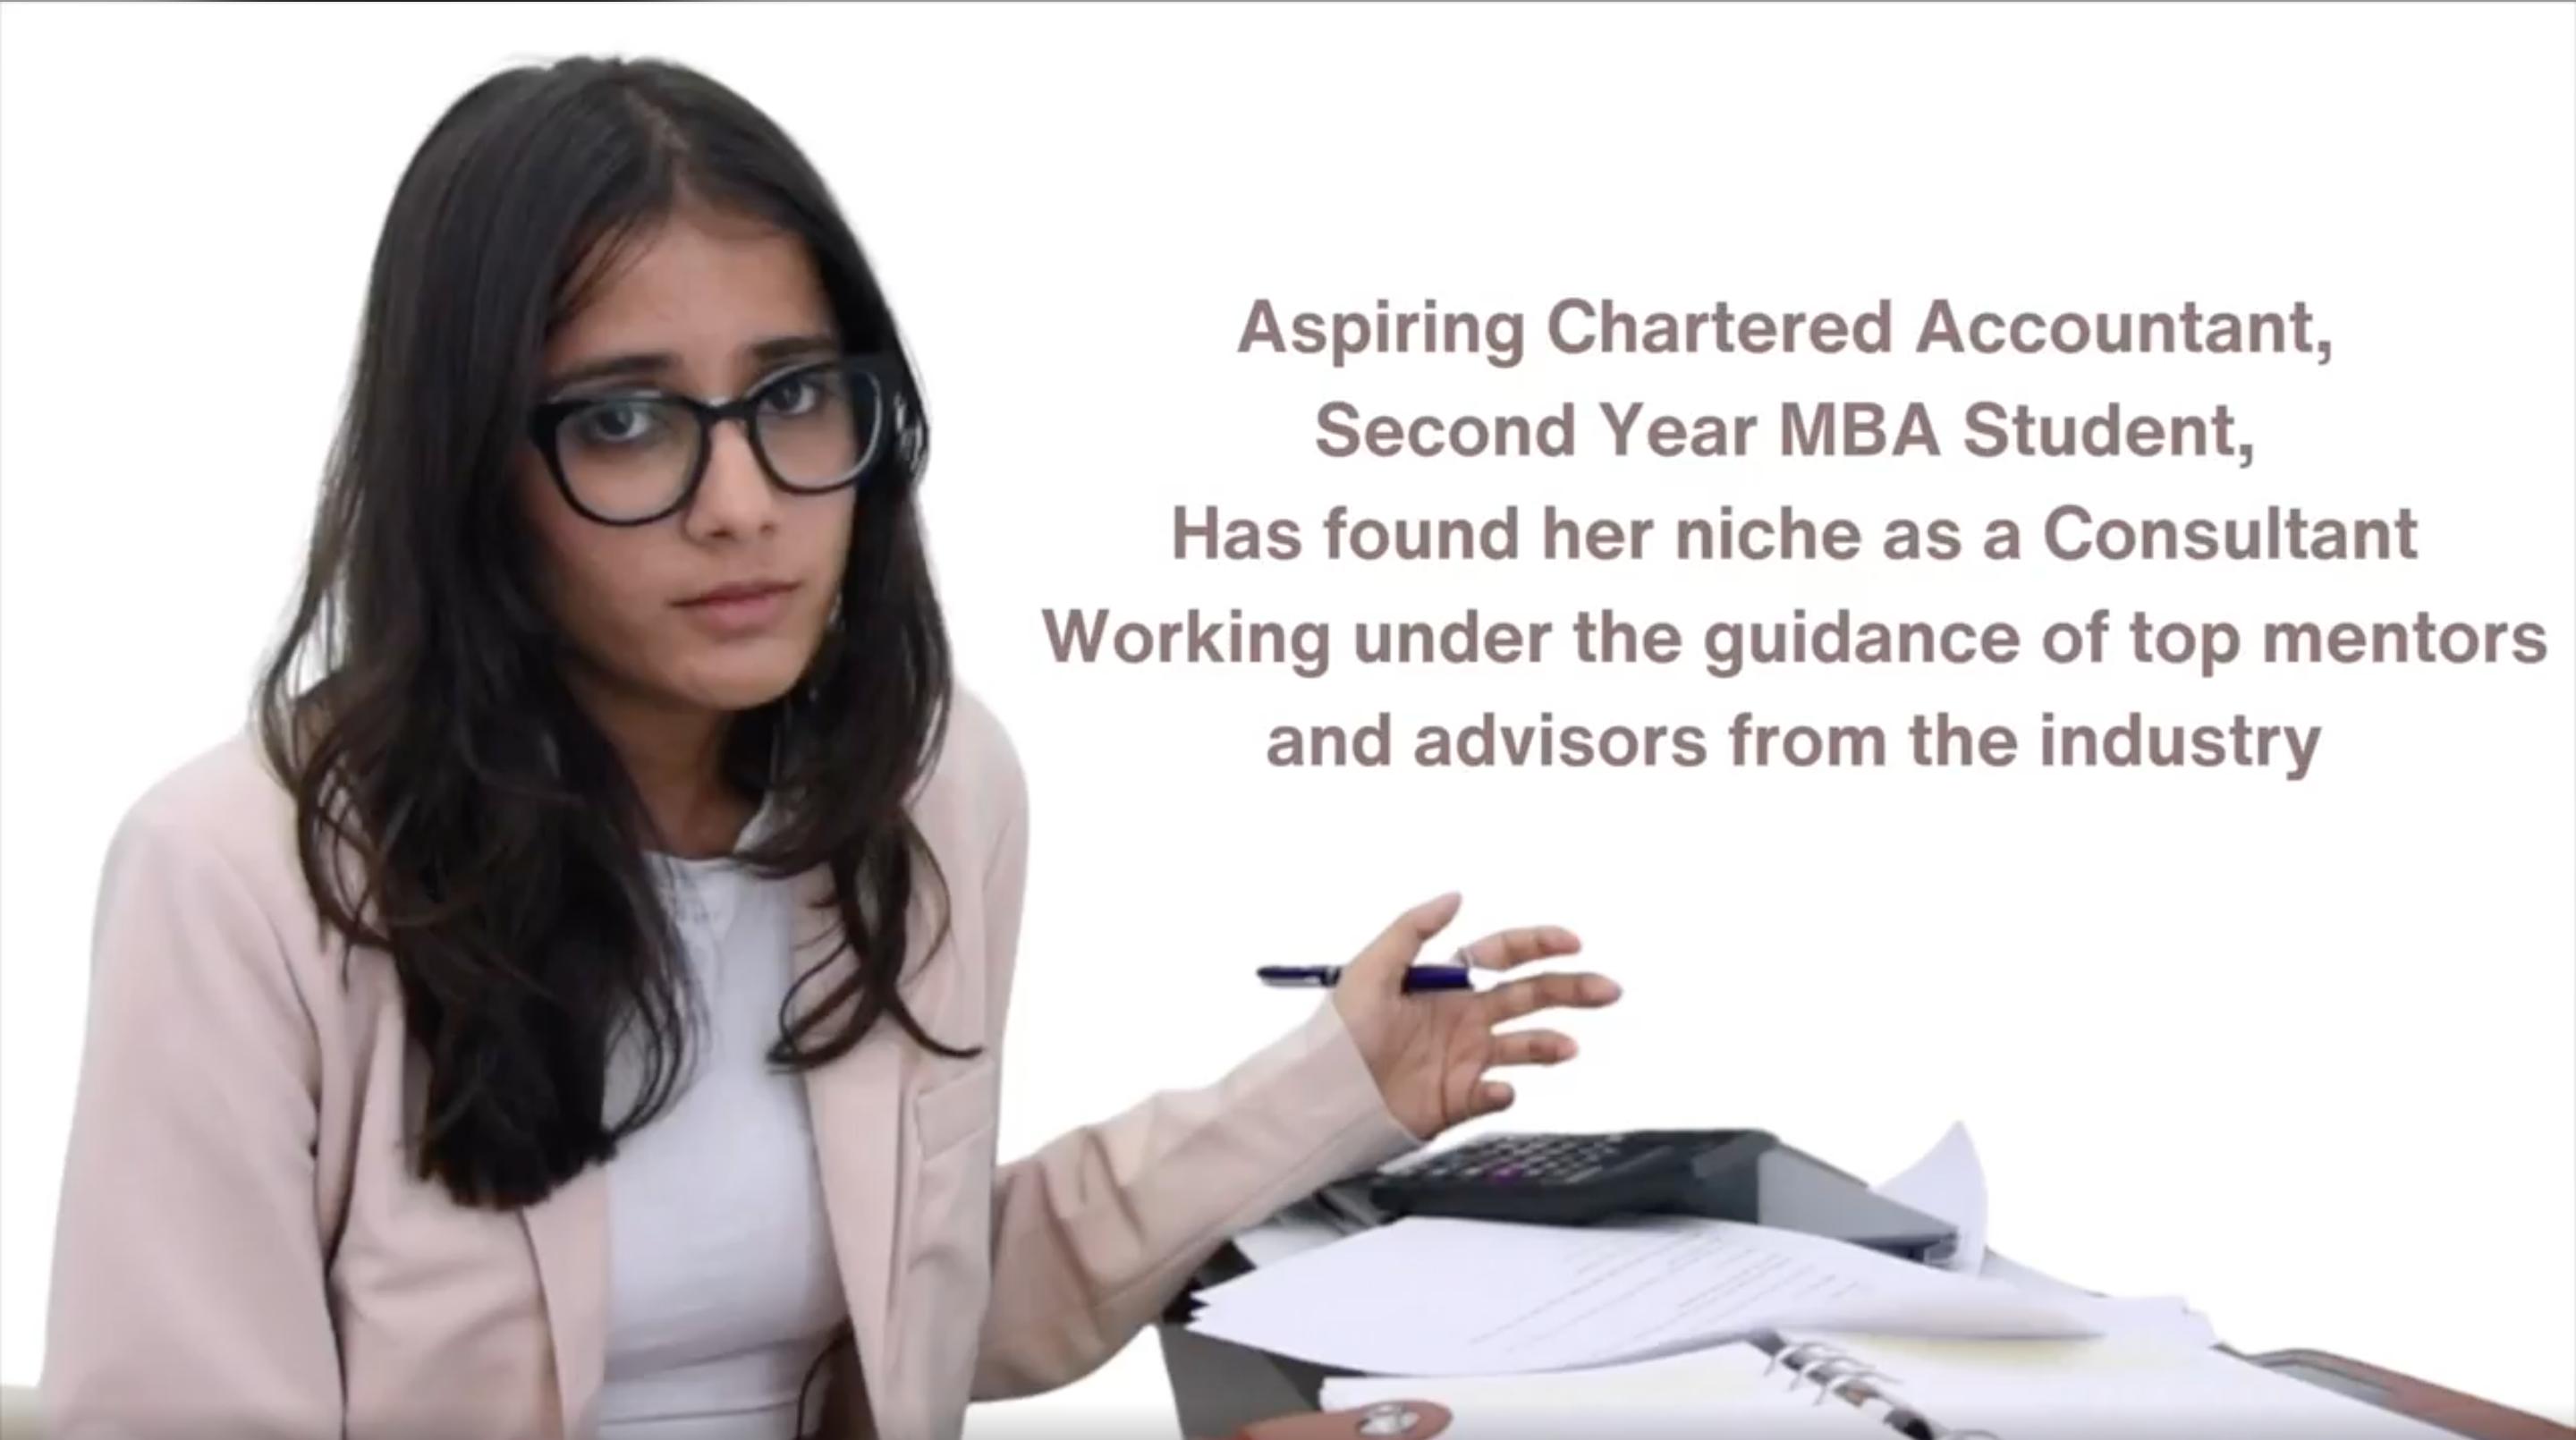 Aspiring Chartered Accountant,
Second Year MBA Student,
Has found her niche as a Consultant
Working under the guidance of top mentors
and advisors from the industry